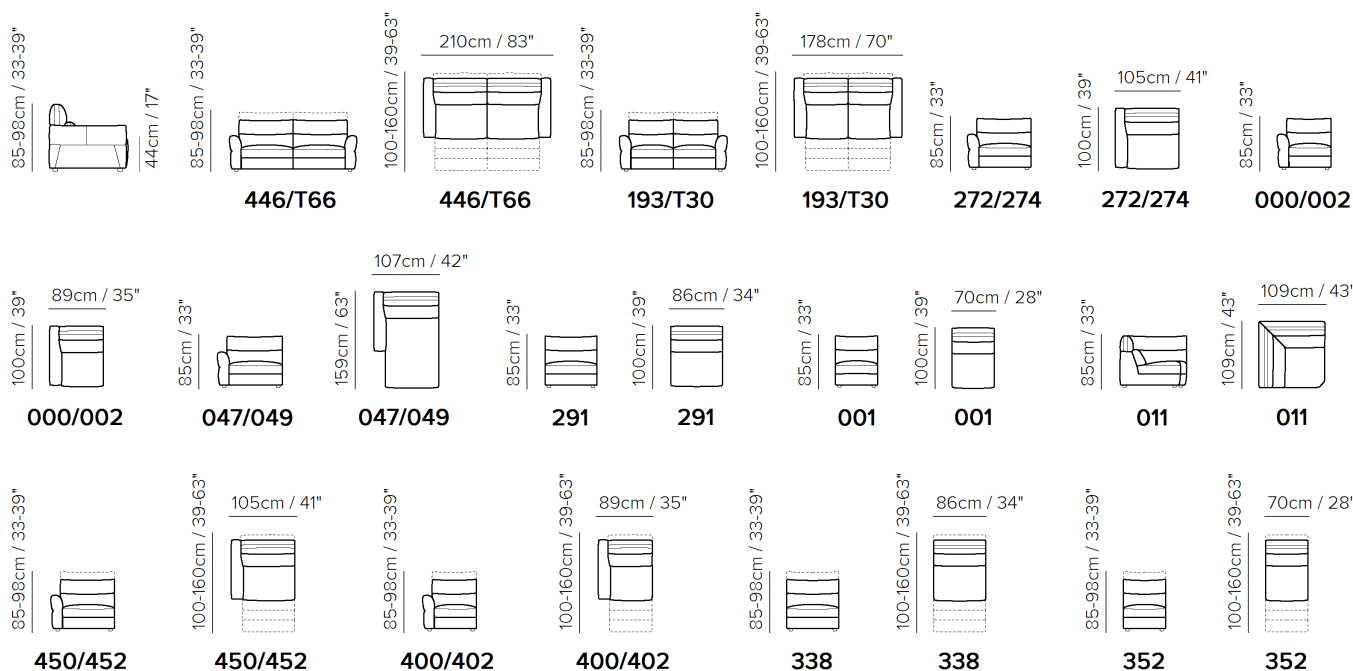 85-98cm / 33-39"
44cm / 17"
85-98cm / 33-39"
446/T66
100-160cm / 39-63"
210cm / 83"
446/T66
85-98cm / 33-39"
193/T30
100-160cm / 39-63"
178cm / 70"
193/T30
85cm / 33"
272/274
100cm / 39"
105cm / 41"
272/274
85cm / 33"
000/002
100cm / 39"
89cm / 35"
000/002
85cm / 33"
047/049
159cm / 63"
107cm / 42"
047/049
85cm / 33"
291
100cm / 39"
86cm / 34"
291
85cm / 33"
001
100cm / 39"
70cm / 28"
001
85cm / 33"
011
109cm / 43"
109cm / 43'
011
85-98cm / 33-39"
450/452
100-160cm / 39-63"
105cm / 41"
450/452
85-98cm / 33-39"
400/402
100-160cm / 39-63"
89cm / 35"
400/402
85-98cm / 33-39"
338
100-160cm / 39-63"
86cm / 34"
338
85-98cm / 33-39"
352
100-160cm / 39-63"
70cm / 28'
352